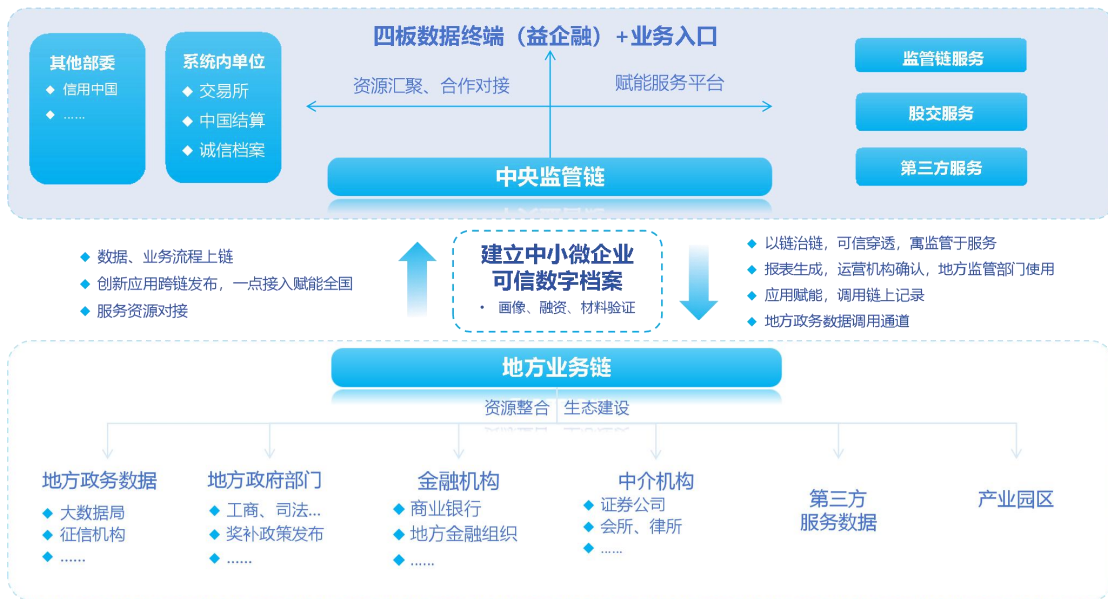 四板数据终端（益企融）+业务入口
其他部委
◆ 信用中国
◆ ......
系统内单位
◆ 交易所
◆ 中国结算
◆ 诚信档案
资源汇聚、合作对接
赋能服务平台
监管链服务
股交服务
第三方服务
中央监管链
◆ 数据、业务流程上链
◆ 创新应用跨链发布，一点接入赋能全国
◆ 服务资源对接
建立中小微企业
可信数字档案
• 画像、融资、材料验证
◆ 以链治链，可信穿透，寓监管于服务
◆ 报表生成，运营机构确认，地方监管部门使用
◆ 应用赋能，调用链上记录
◆ 地方政务数据调用通道
地方业务链
资源整合 生态建设
地方政务数据
◆ 大数据局
◆ 征信机构
◆ ......
地方政府部门
◆ 工商、司法...
◆ 奖补政策发布
◆ ......
金融机构
◆ 商业银行
◆ 地方金融组织
◆ ......
中介机构
◆ 证券公司
◆ 会所、律所
◆ ......
第三方
服务数据
产业园区